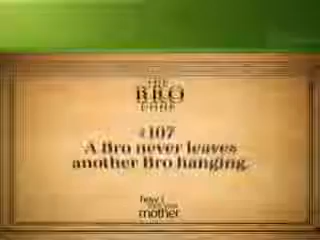 THE
BRO
CODE
#107
A Bro never leaves
another Bro hanging.
how i
met your
mother